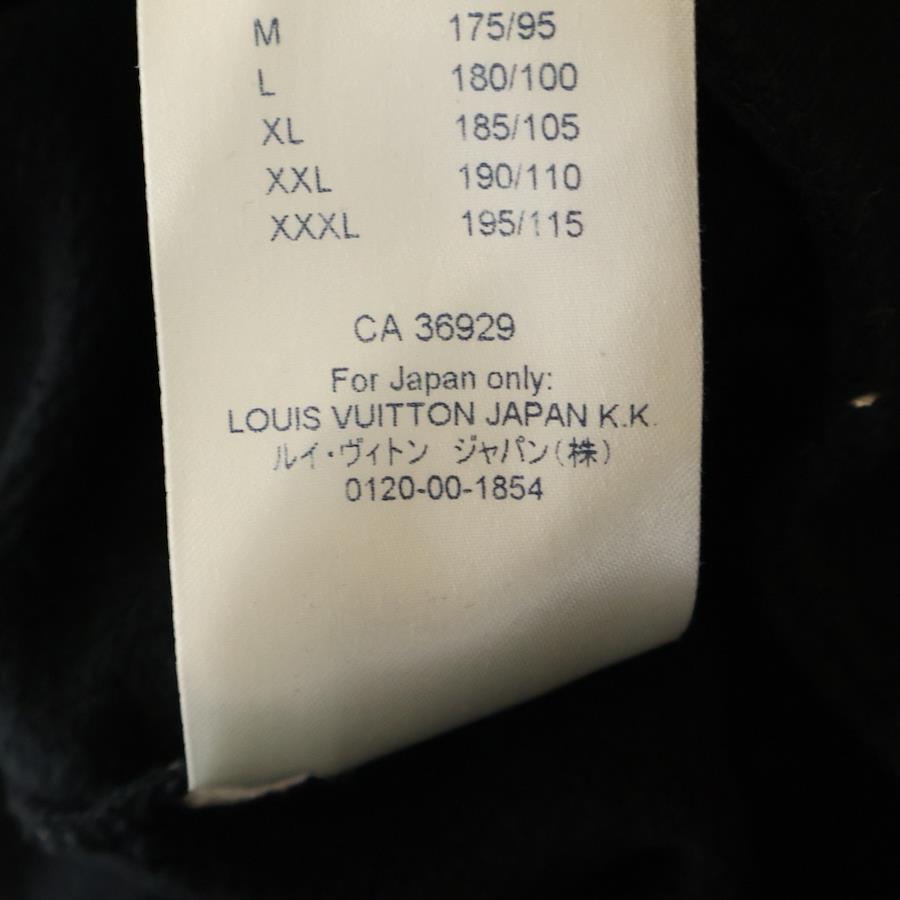 M 175/95
L 180/100
XL 185/105
XXL 190/110
XXXL 195/115
CA 36929
For Japan only:
LOUIS VUITTON JAPAN K.K.
ルイ・ヴィトン ジャパン(株)
0120-00-1854